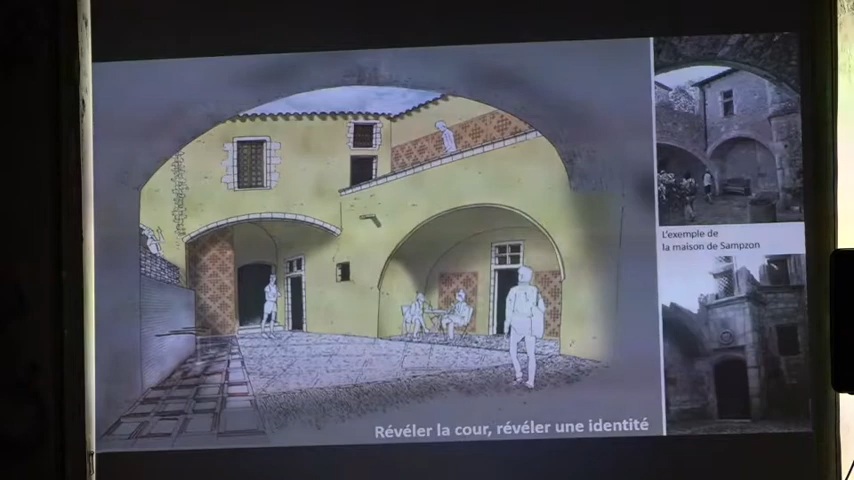 L'exemple de
la maison de Sampzon
Révéler la cour, révéler une identité